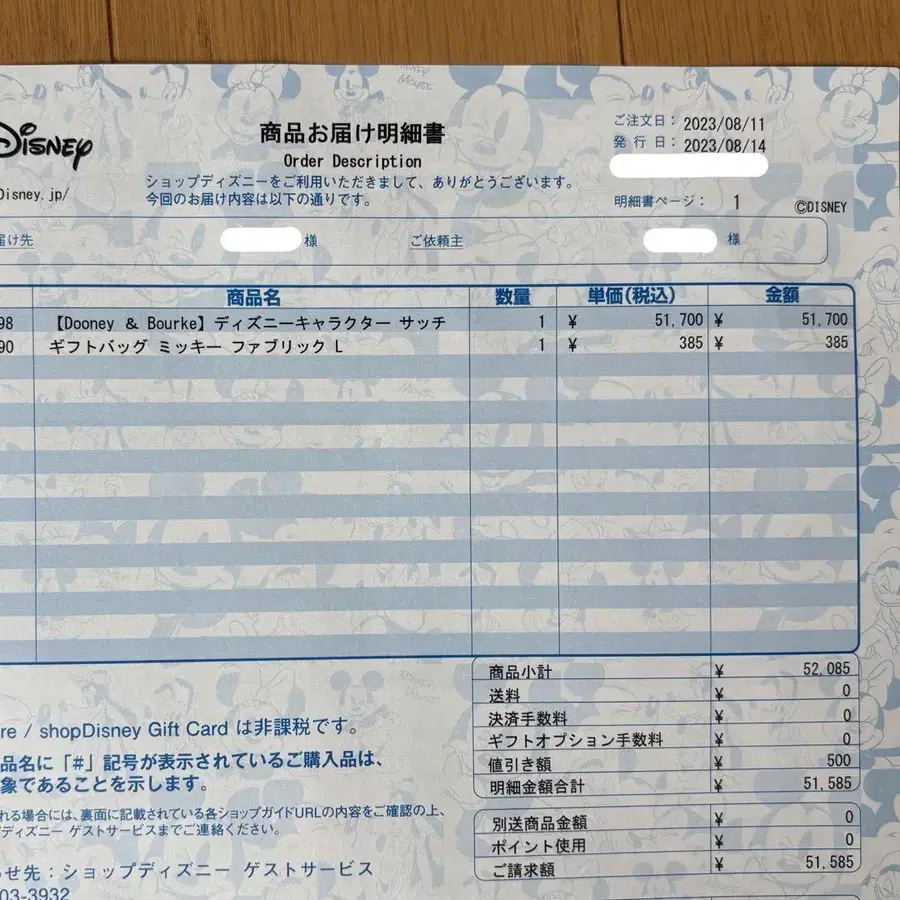 Disney
商品お届け明細書
Order Description
Disney.jp/
ショップディズニーをご利用いただきまして、ありがとうございます。
今回のお届け内容は以下の通りです。
ご注文日： 2023/08/11
発行日： 2023/08/14
明細書ページ： 1
©DISNEY
届け先 様 ご依頼主 様
商品名 数量 単価(税込) 金額
98 【Dooney & Bourke】ディズニーキャラクター サッチ 1 ¥ 51,700 ¥ 51,700
90 ギフトバッグ ミッキー ファブリック L 1 ¥ 385 ¥ 385
商品小計 ¥ 52,085
送料 ¥ 0
決済手数料 ¥ 0
ギフトオプション手数料 ¥ 0
値引き額 ¥ 500
明細金額合計 ¥ 51,585
別送商品金額 ¥ 0
ポイント使用 ¥ 0
ご請求額 ¥ 51,585
re / shopDisney Gift Card は非課税です。
品名に「#」記号が表示されているご購入品は、
象であることを示します。
れる場合には、裏面に記載されている各ショップガイドURLの内容をご確認の上、
ディズニー ゲストサービスまでご連絡ください。
せ先：ショップディズニー ゲストサービス
03-3932